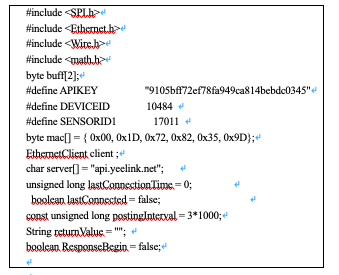 #include <SPI.h>
#include <Ethernet.h>
#include <Wire.h>
#include <math.h>
byte buff[2];
#define APIKEY "9105bff72ef78fa949ca814bebdc0345"
#define DEVICEID 10484
#define SENSORID1 17011
byte mac[] = { 0x00, 0x1D, 0x72, 0x82, 0x35, 0x9D};
EthernetClient client ;
char server[] = "api.yeelink.net";
unsigned long lastConnectionTime = 0;
boolean lastConnected = false;
const unsigned long postingInterval = 3*1000;
String returnValue = "";
boolean ResponseBegin = false;